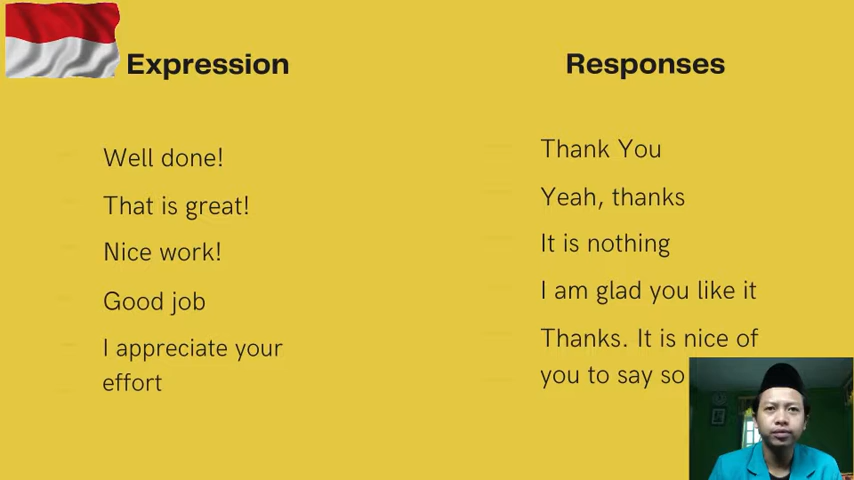 Expression
Well done!
That is great!
Nice work!
Good job
I appreciate your
effort
Responses
Thank You
Yeah, thanks
It is nothing
I am glad you like it
Thanks. It is nice of
you to say so